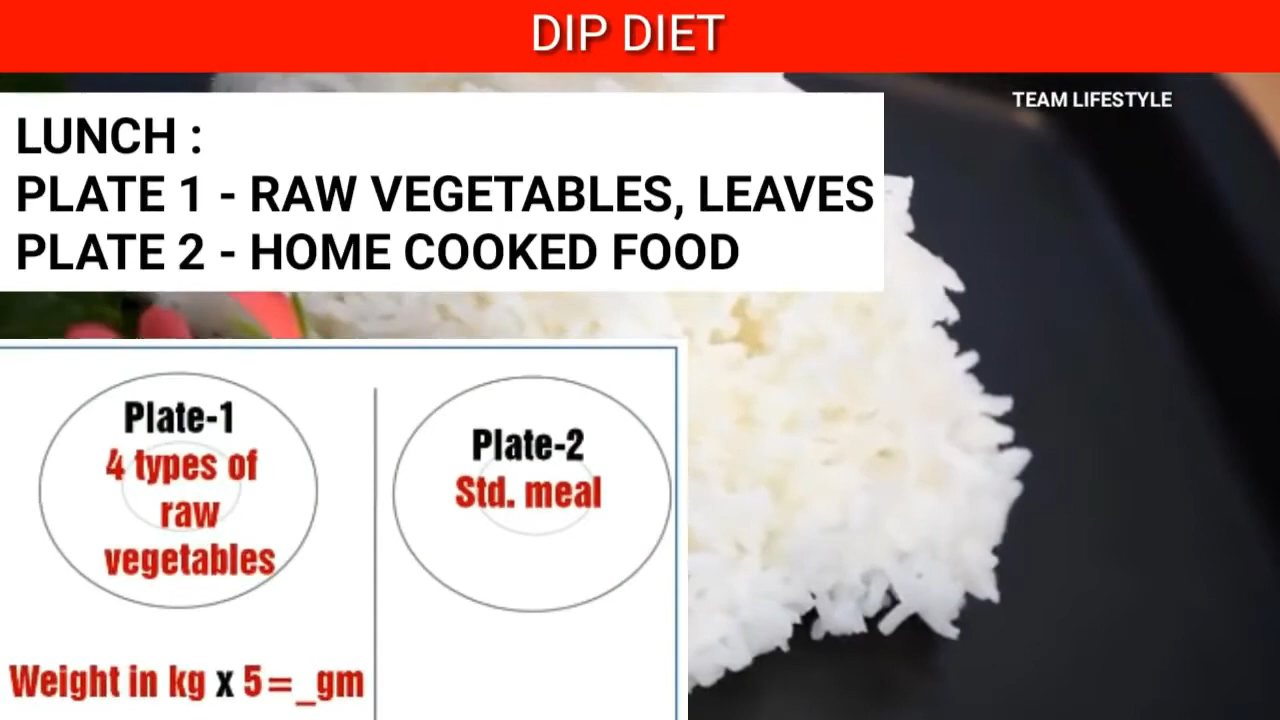 DIP DIET
TEAM LIFESTYLE
LUNCH :
PLATE 1 - RAW VEGETABLES, LEAVES
PLATE 2 - HOME COOKED FOOD
Plate-1
4 types of
raw
vegetables
Plate-2
Std. meal
Weight in kg x 5=_gm